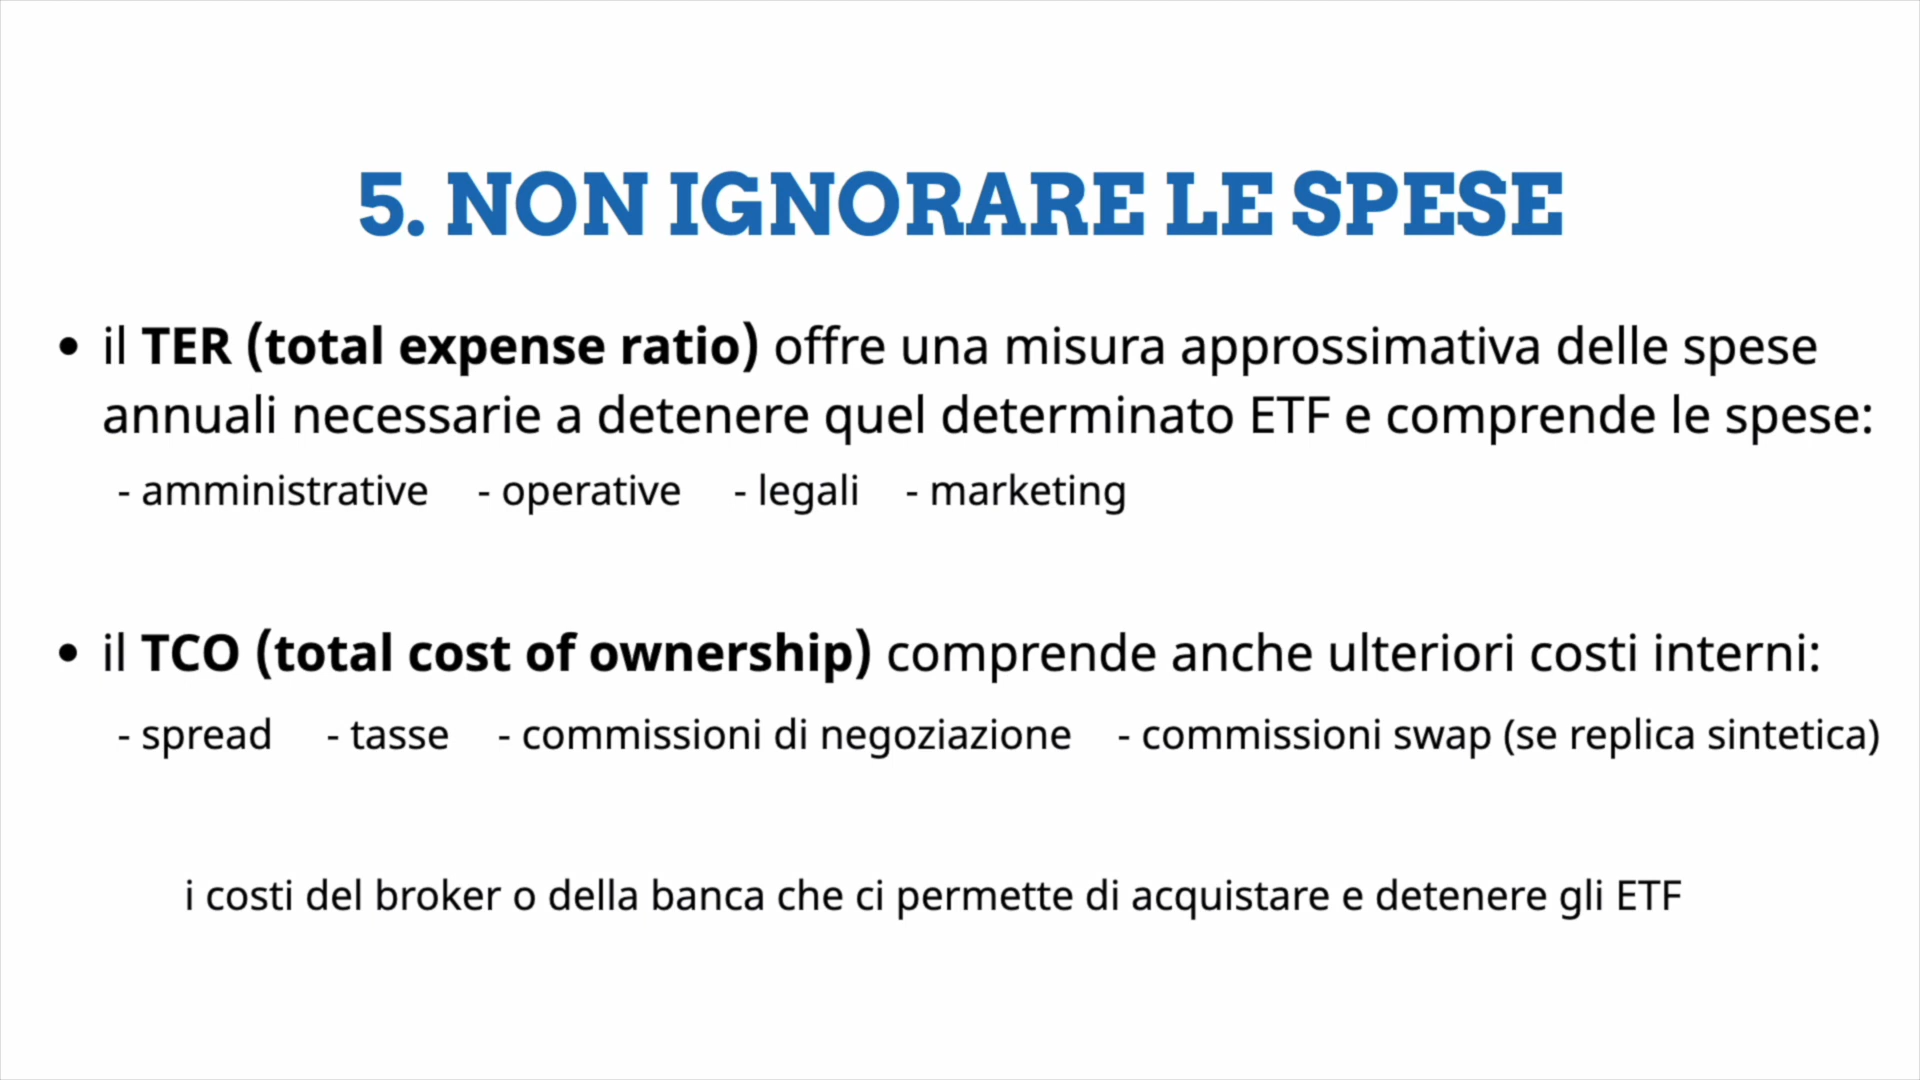 5. NON IGNORARE LE SPESE
• il TER (total expense ratio) offre una misura approssimativa delle spese
annuali necessarie a detenere quel determinato ETF e comprende le spese:
- amministrative - operative - legali - marketing
• il TCO (total cost of ownership) comprende anche ulteriori costi interni:
- spread - tasse - commissioni di negoziazione - commissioni swap (se replica sintetica)
i costi del broker o della banca che ci permette di acquistare e detenere gli ETF